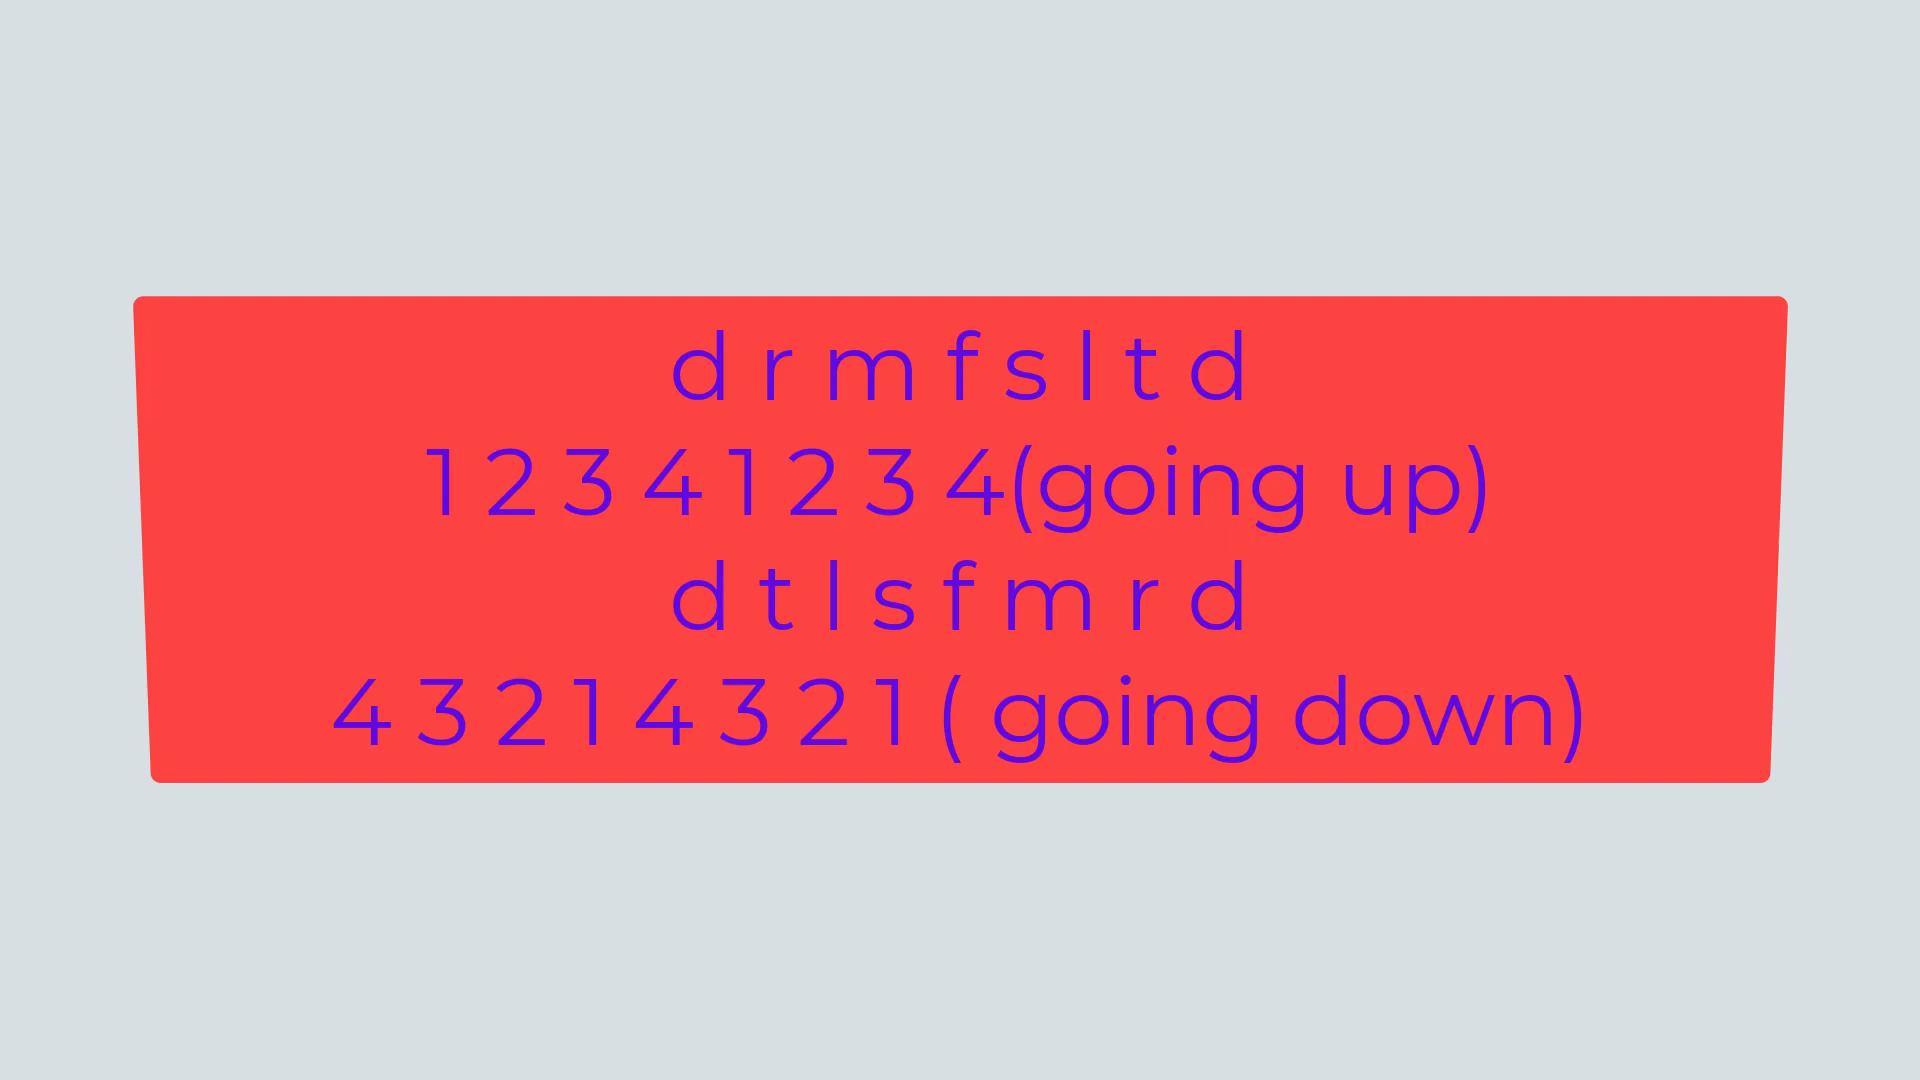 d r m f s l t d
1 2 3 4 1 2 3 4(going up)
d t l s f m r d
4 3 2 1 4 3 2 1 ( going down)